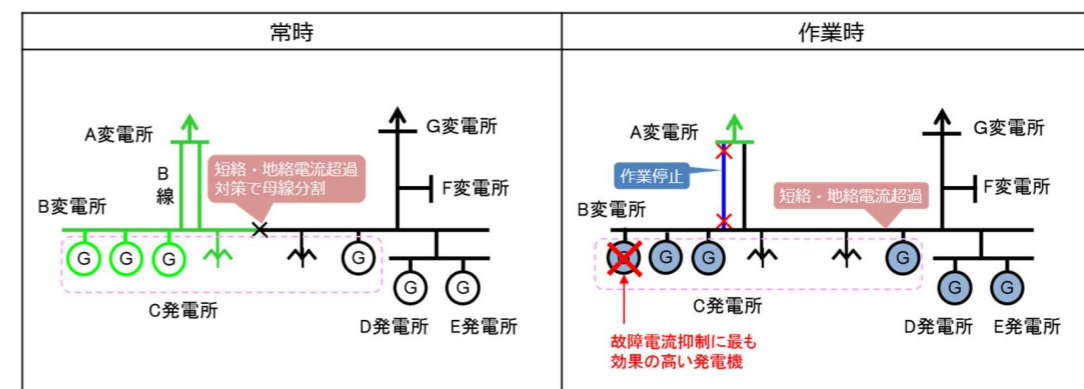 常時
作業時
A変電所
G変電所
B線
短絡・地絡電流超過
対策で母線分割
F変電所
B変電所
G
G
G
G
C発電所
G
G
D発電所
E発電所
A変電所
G変電所
作業停止
短絡・地絡電流超過
F変電所
B変電所
G
G
G
G
G
C発電所
G
G
D発電所
E発電所
故障電流抑制に最も
効果の高い発電機